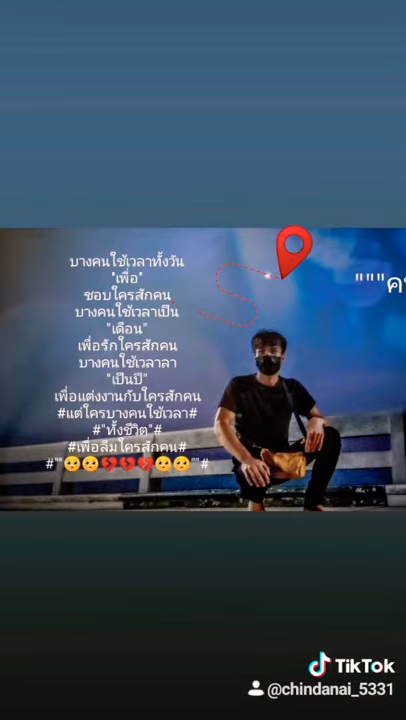 บางคนใช้เวลาทั้งวัน
"เพื่อ"
ชอบใครสักคน
บางคนใช้เวลาเป็น
"เดือน"
เพื่อรักใครสักคน
บางคนใช้เวลาลา
"เป็นปี"
เพื่อแต่งงานกับใครสักคน
#แต่ใครบางคนใช้เวลา#
#"ทั้งชีวิต"#
#เพื่อลืมใครสักคน#
#""🥺😢💔💔💔😢😢""#
"""ค
TikTok
@chindanai_5331